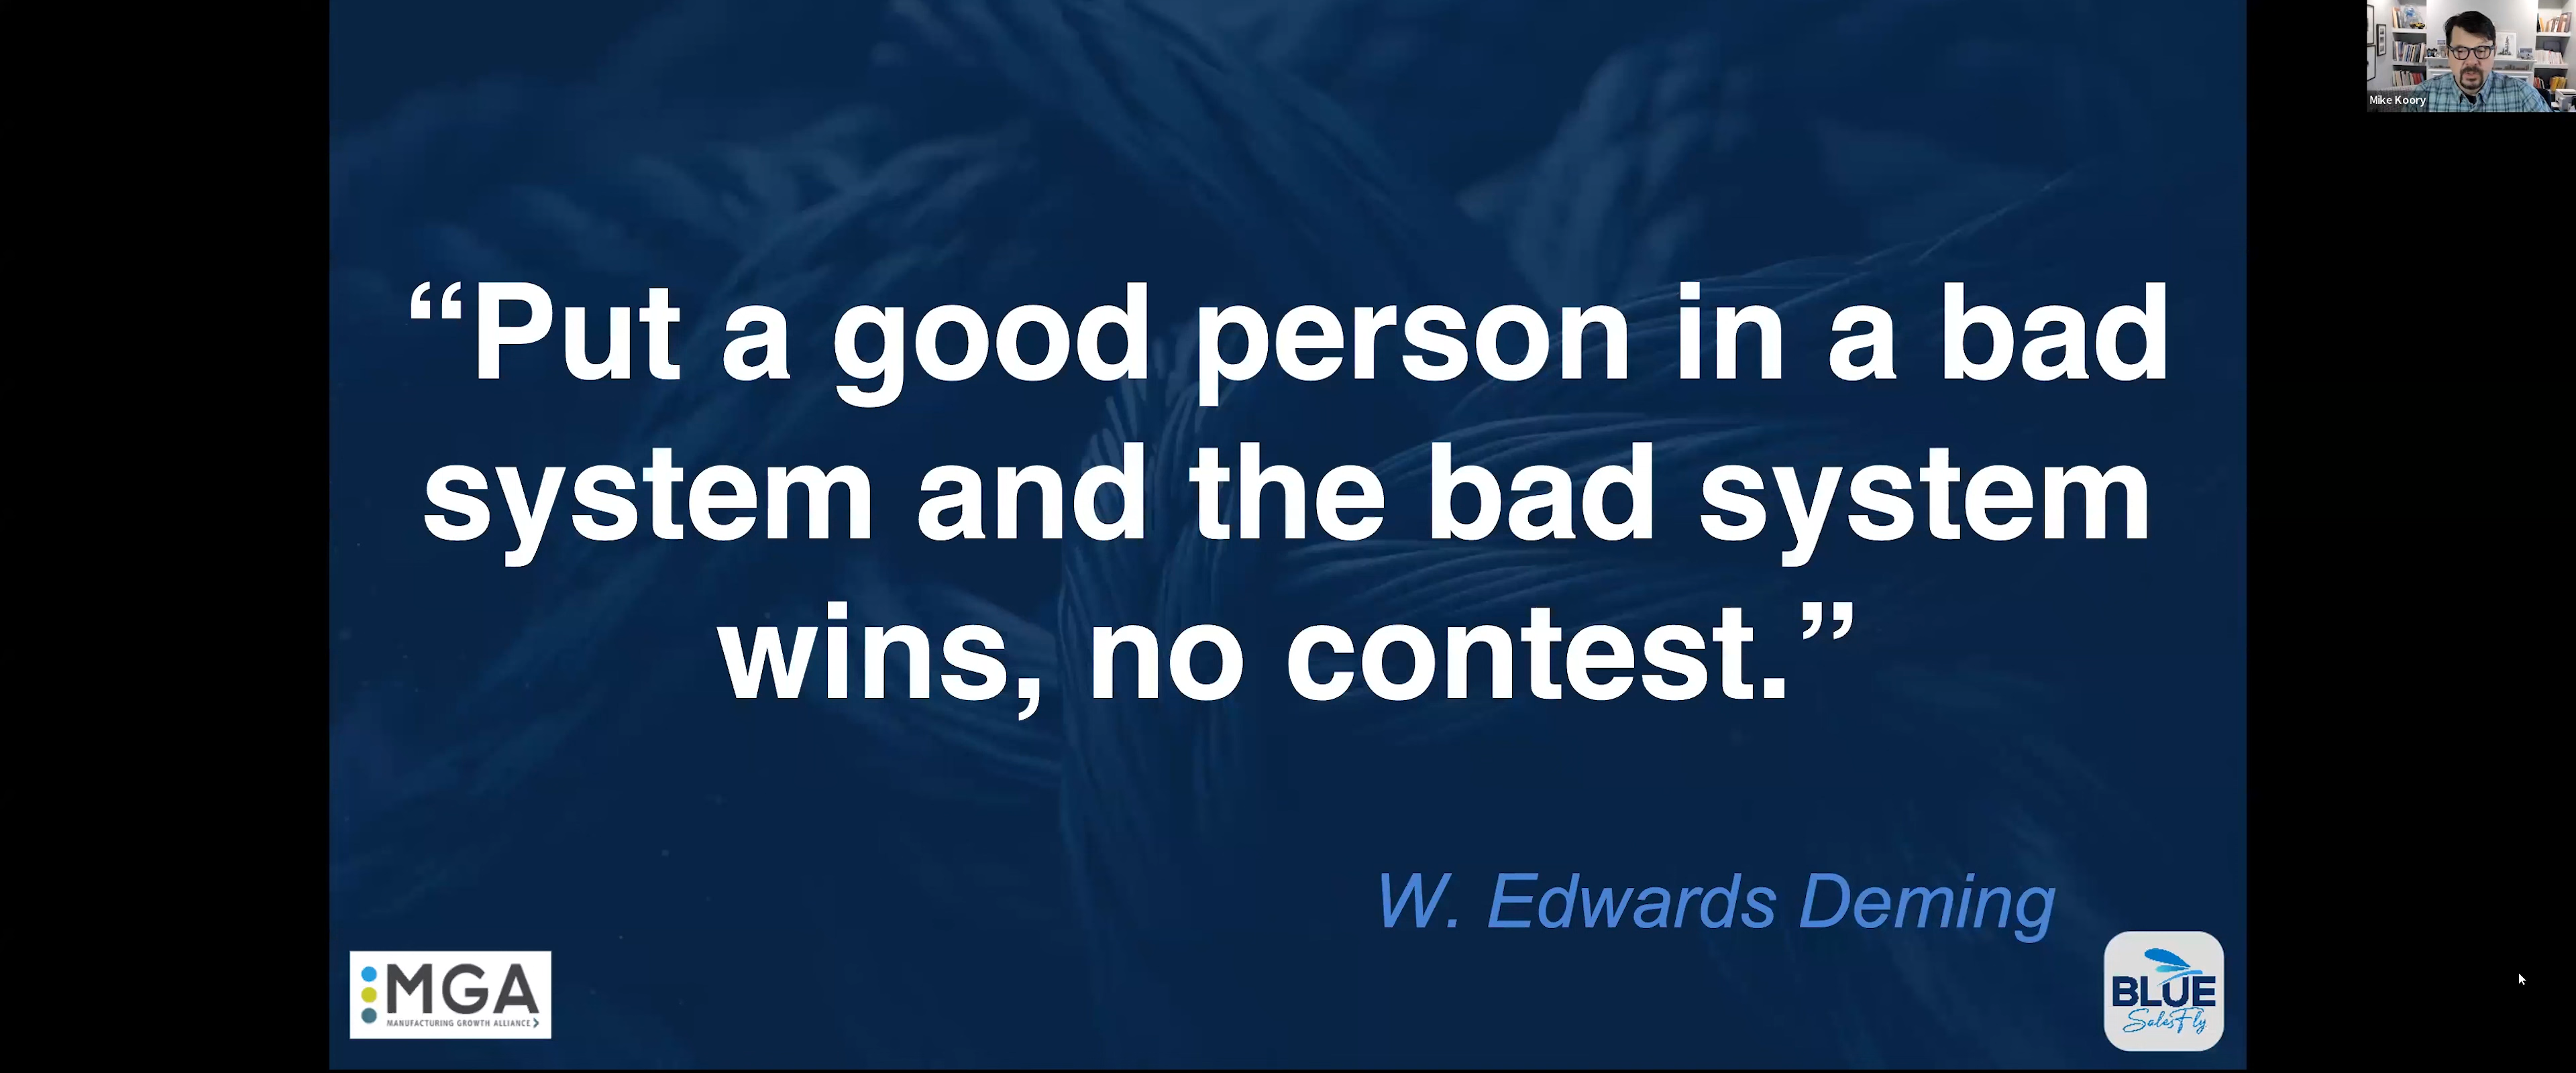 Mike Koory
“Put a good person in a bad
system and the bad system
wins, no contest.”
W. Edwards Deming
MGA
MANUFACTURING GROWTH ALLIANCE
BLUE
SalesFly